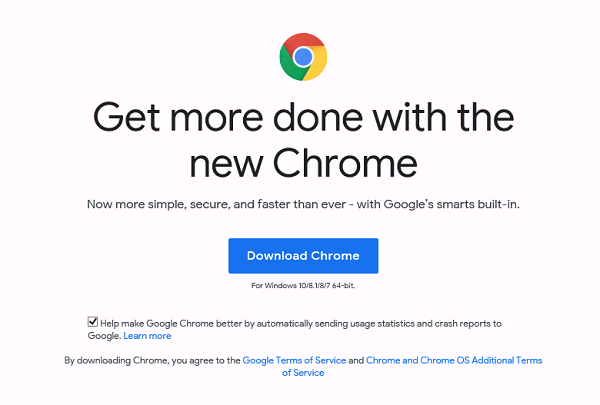 Get more done with the
new Chrome
Now more simple, secure, and faster than ever - with Google's smarts built-in.
Download Chrome
For Windows 10/8.1/8/7 64-bit.
Help make Google Chrome better by automatically sending usage statistics and crash reports to
Google. Learn more
By downloading Chrome, you agree to the Google Terms of Service and Chrome and Chrome OS Additional Terms
of Service